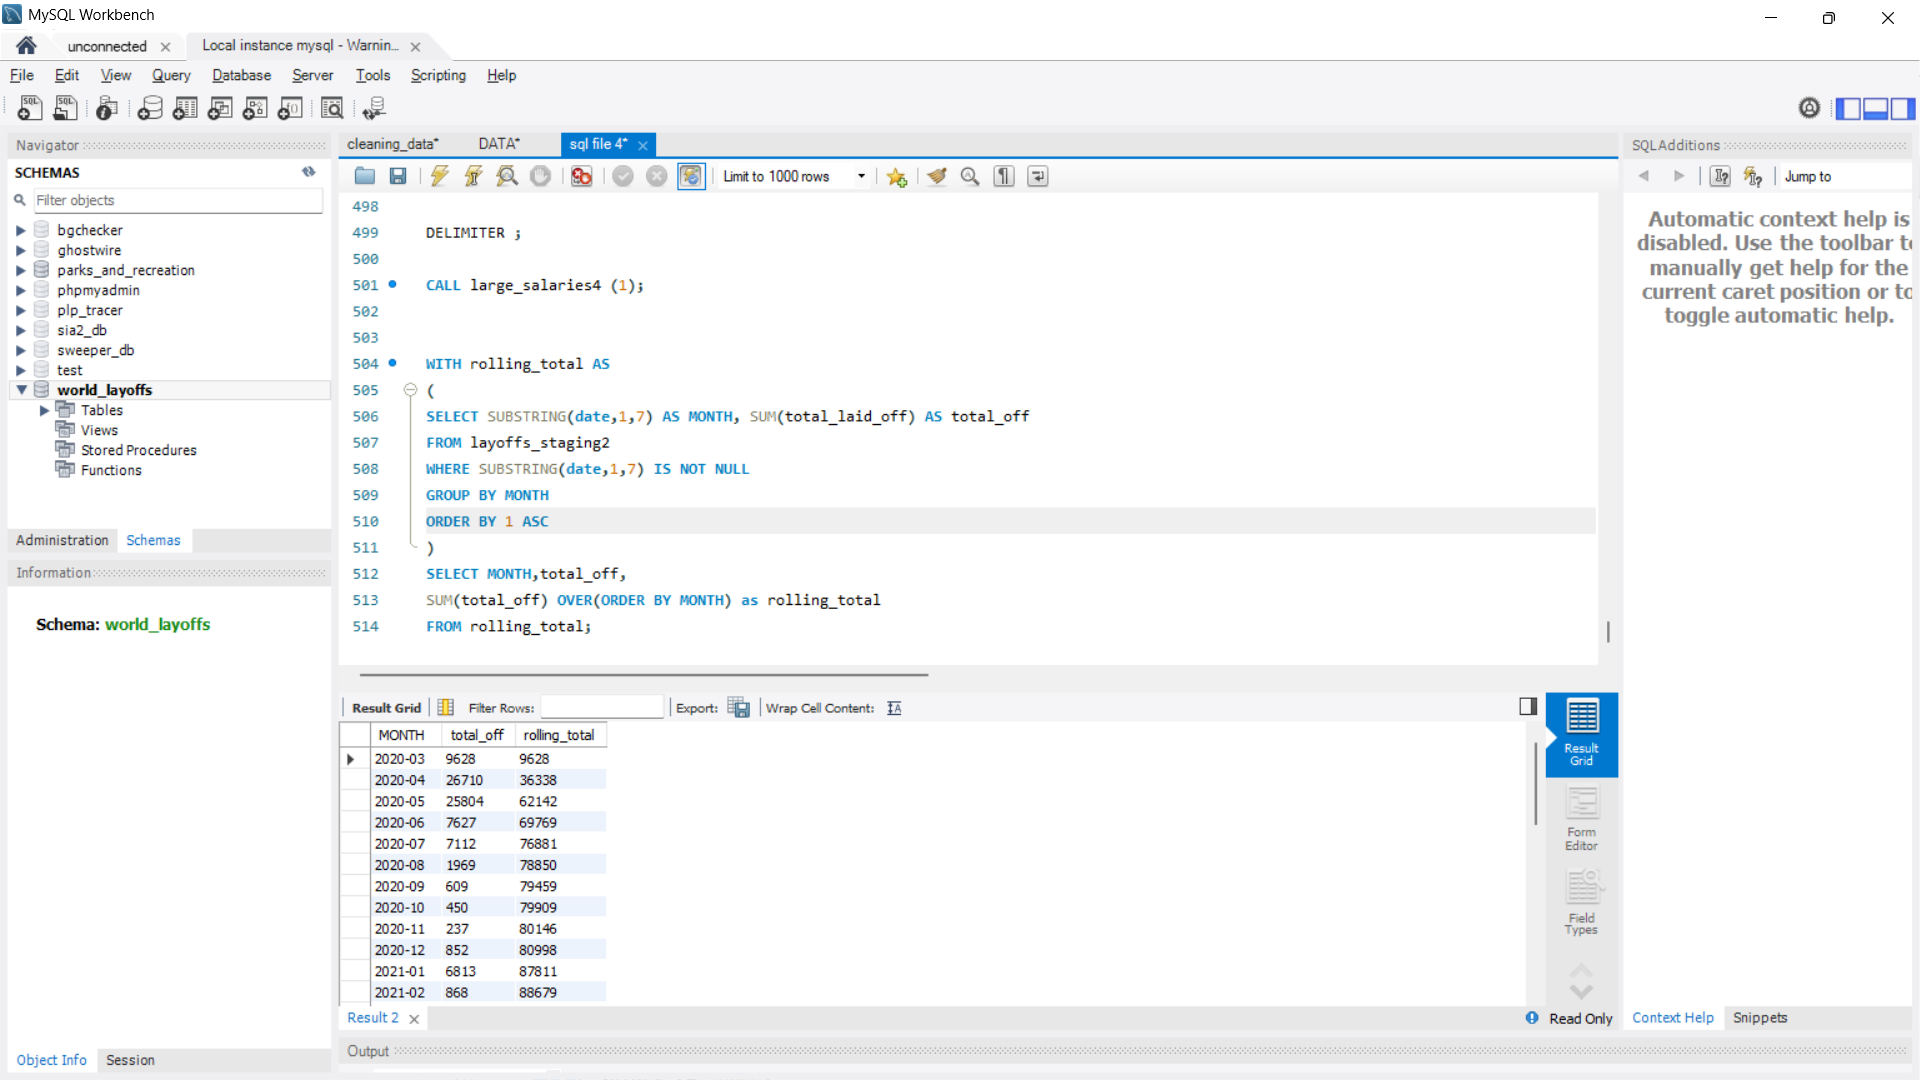 MySQL Workbench
unconnected
Local instance mysql - Warnin...
File Edit View Query Database Server Tools Scripting Help
Navigator
SCHEMAS
Filter objects
bgchecker
ghostwire
parks_and_recreation
phpmyadmin
plp_tracer
sia2_db
sweeper_db
test
world_layoffs
Tables
Views
Stored Procedures
Functions
Administration Schemas
Information
Schema: world_layoffs
Object Info Session
cleaning_data* DATA* sql file 4*
Limit to 1000 rows
498
499 DELIMITER ;
500
501 CALL large_salaries4 (1);
502
503
504 WITH rolling_total AS
505 (
506 SELECT SUBSTRING(date,1,7) AS MONTH, SUM(total_laid_off) AS total_off
507 FROM layoffs_staging2
508 WHERE SUBSTRING(date,1,7) IS NOT NULL
509 GROUP BY MONTH
510 ORDER BY 1 ASC
511 )
512 SELECT MONTH,total_off,
513 SUM(total_off) OVER(ORDER BY MONTH) as rolling_total
514 FROM rolling_total;
Result Grid Filter Rows: Export: Wrap Cell Content:
MONTH total_off rolling_total
2020-03 9628 9628
2020-04 26710 36338
2020-05 25804 62142
2020-06 7627 69769
2020-07 7112 76881
2020-08 1969 78850
2020-09 609 79459
2020-10 450 79909
2020-11 237 80146
2020-12 852 80998
2021-01 6813 87811
2021-02 868 88679
Result
Grid
Form
Editor
Field
Types
Result 2
Read Only
Output
SQLAdditions
Jump to
Automatic context help is
disabled. Use the toolbar to
manually get help for the
current caret position or to
toggle automatic help.
Context Help Snippets